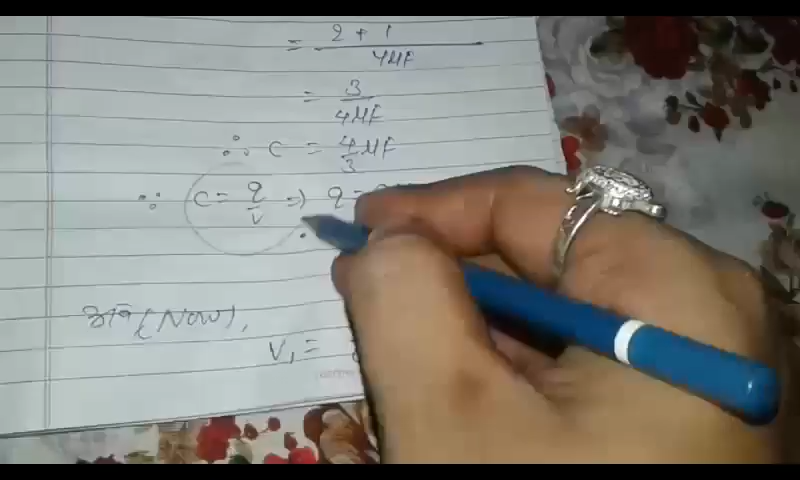 = 2 + 1 / 4μF
= 3 / 4μF
∴ C = 4/3 μF
∵ C = q/v => q =
अब (Now),
V₁ =